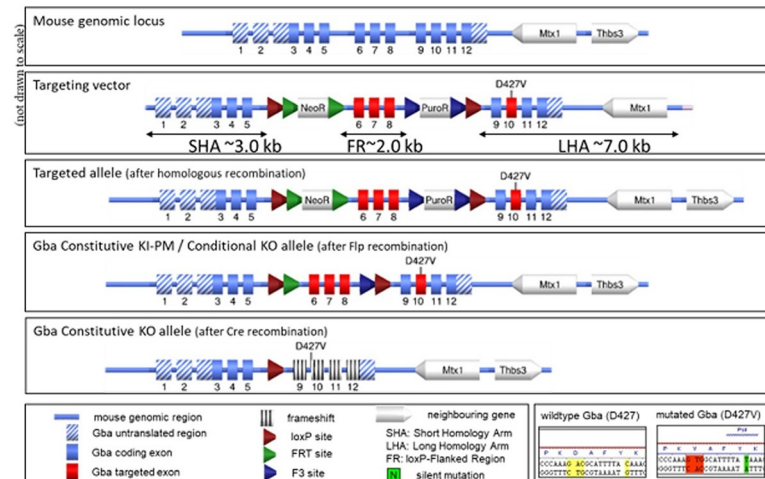 (not drawn to scale)
Mouse genomic locus
1 2 3 4 5 6 7 8 9 10 11 12
Mtx1 Thbs3
Targeting vector
D427V
NeoR PuroR Mtx1
1 2 3 4 5 6 7 8 9 10 11 12
SHA ~3.0 kb FR~2.0 kb LHA ~7.0 kb
Targeted allele (after homologous recombination)
D427V
NeoR PuroR Mtx1 Thbs3
1 2 3 4 5 6 7 8 9 10 11 12
Gba Constitutive KI-PM / Conditional KO allele (after Flp recombination)
D427V
Mtx1 Thbs3
1 2 3 4 5 6 7 8 9 10 11 12
Gba Constitutive KO allele (after Cre recombination)
D427V
Mtx1 Thbs3
1 2 3 4 5 9 10 11 12
mouse genomic region
Gba untranslated region
Gba coding exon
Gba targeted exon
frameshift
loxP site
FRT site
F3 site
neighbouring gene
SHA: Short Homology Arm
LHA: Long Homology Arm
FR: loxP-Flanked Region
N silent mutation
wildtype Gba (D427)
P K D A F Y K
CCCAAAG AC GCATTTTA C AAA
GGGTTTC TG CGTAAAAT G TTT
mutated Gba (D427V)
P K V A F Y K